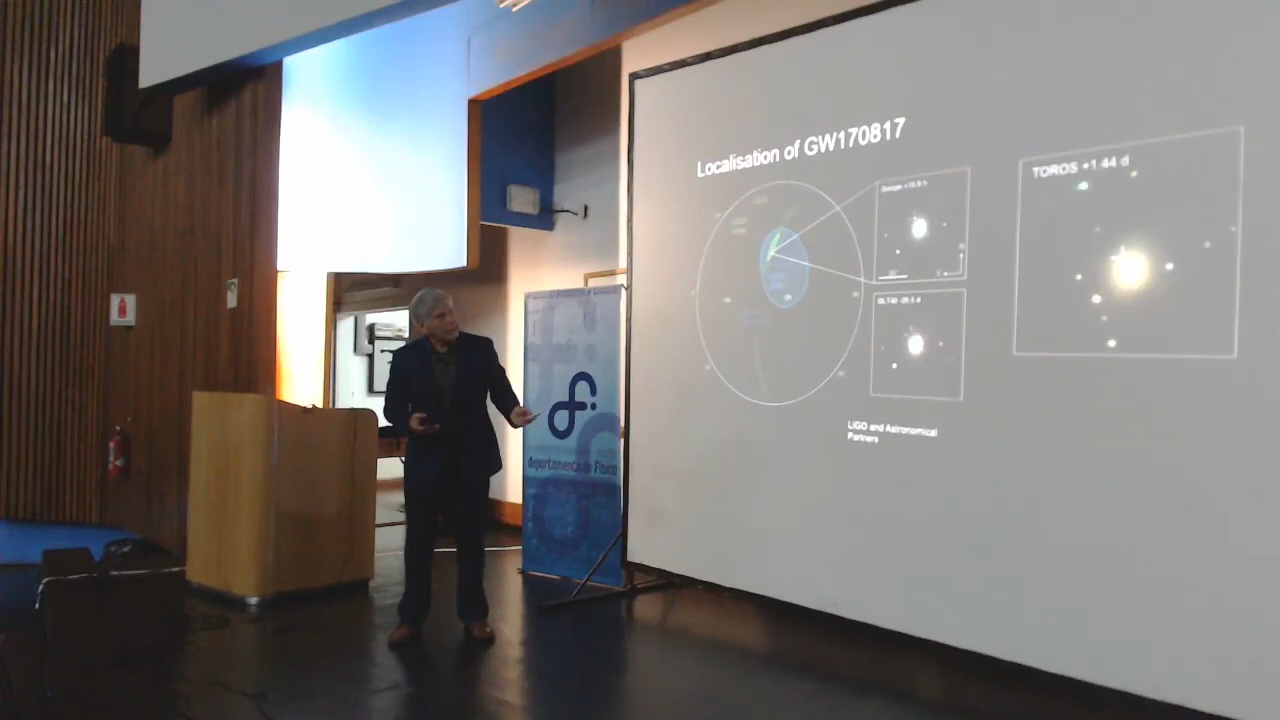 Localisation of GW170817
TOROS +1.44 d
LIGO and Astronomical
Partners
departamento de Física